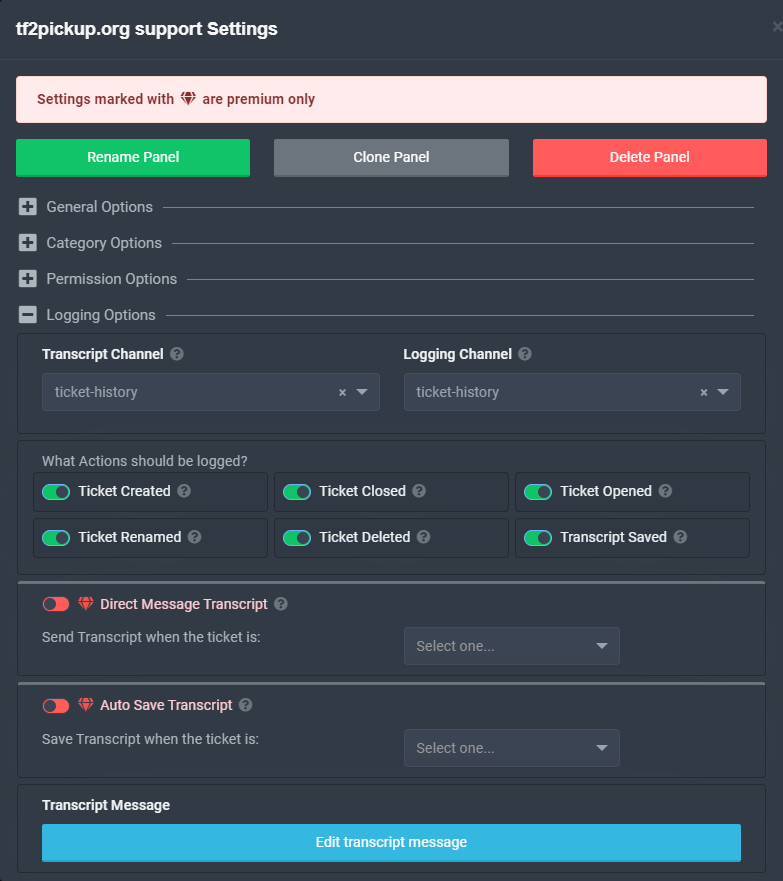 tf2pickup.org support Settings
Settings marked with are premium only
Rename Panel
Clone Panel
Delete Panel
General Options
Category Options
Permission Options
Logging Options
Transcript Channel
Logging Channel
ticket-history
ticket-history
What Actions should be logged?
Ticket Created
Ticket Closed
Ticket Opened
Ticket Renamed
Ticket Deleted
Transcript Saved
Direct Message Transcript
Send Transcript when the ticket is:
Select one...
Auto Save Transcript
Save Transcript when the ticket is:
Select one...
Transcript Message
Edit transcript message